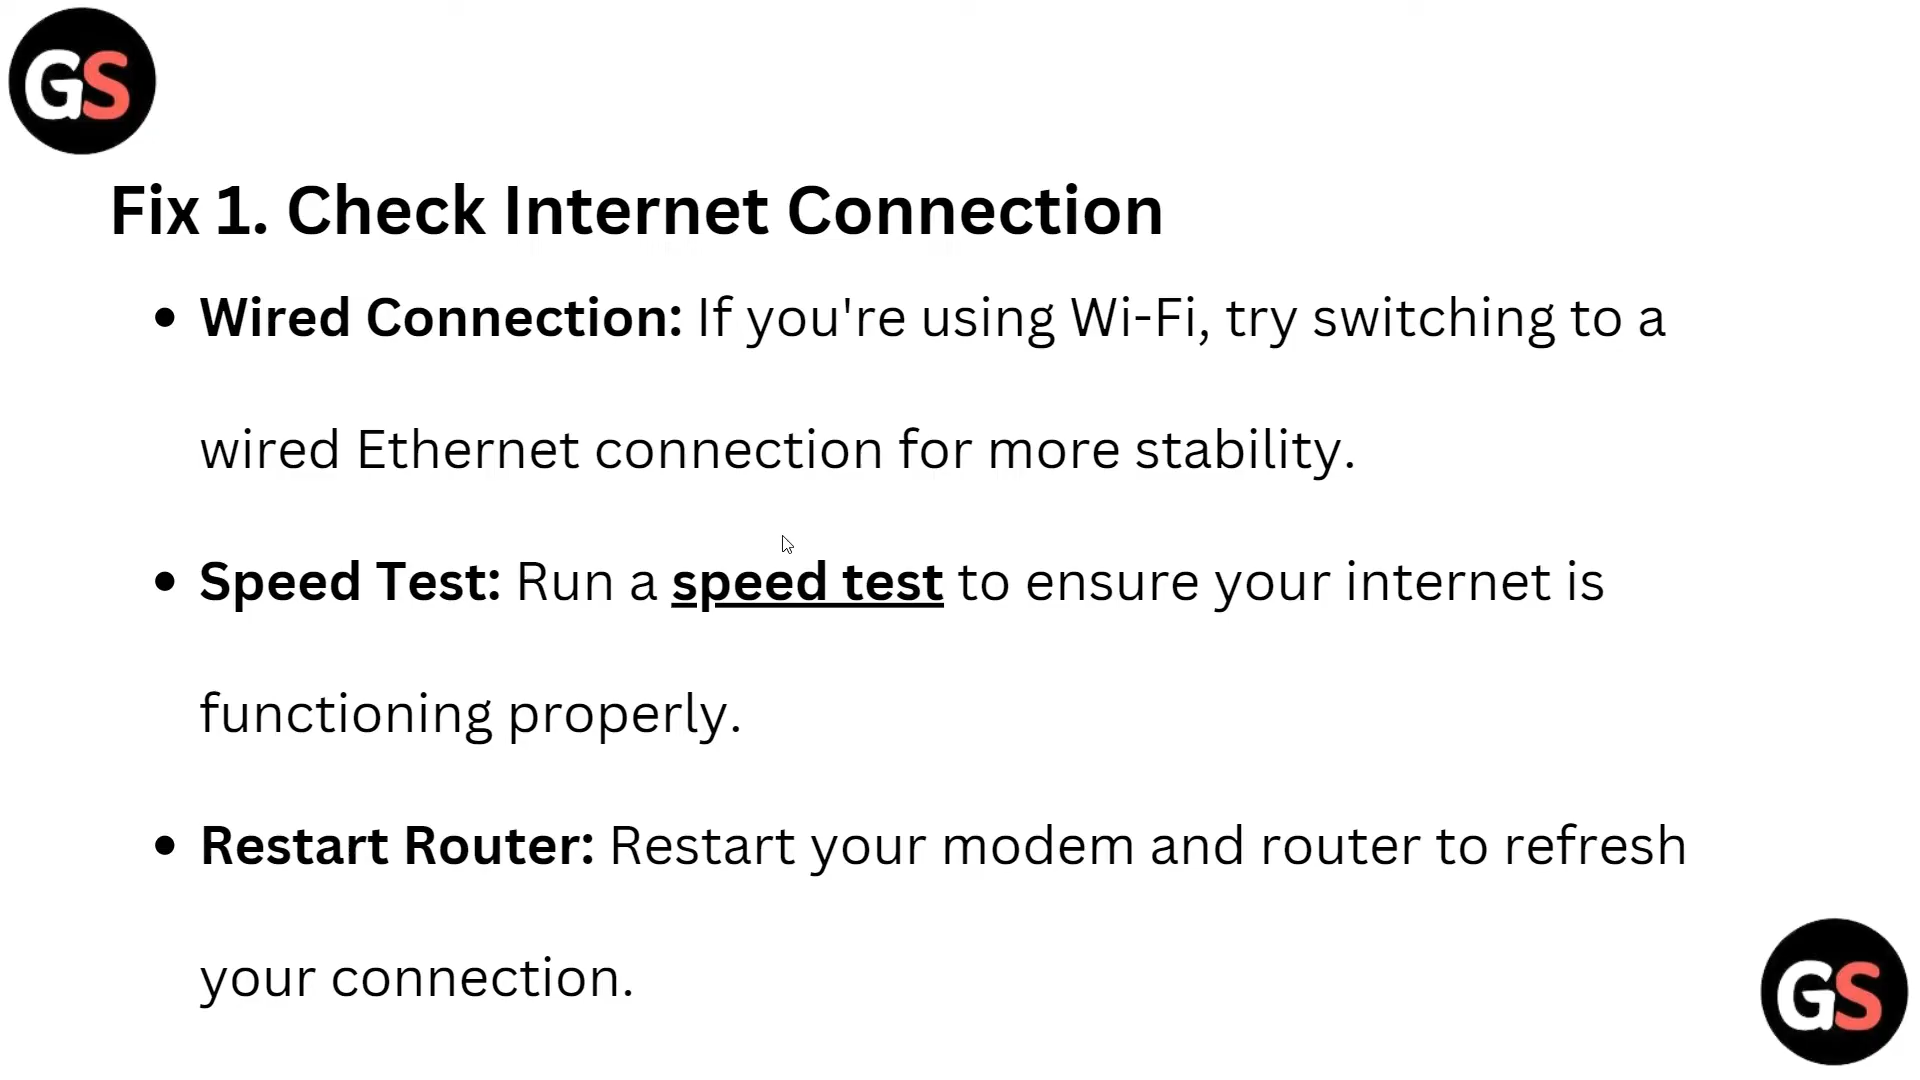 GS
Fix 1. Check Internet Connection
• Wired Connection: If you're using Wi-Fi, try switching to a
wired Ethernet connection for more stability.
• Speed Test: Run a speed test to ensure your internet is
functioning properly.
• Restart Router: Restart your modem and router to refresh
your connection.
GS